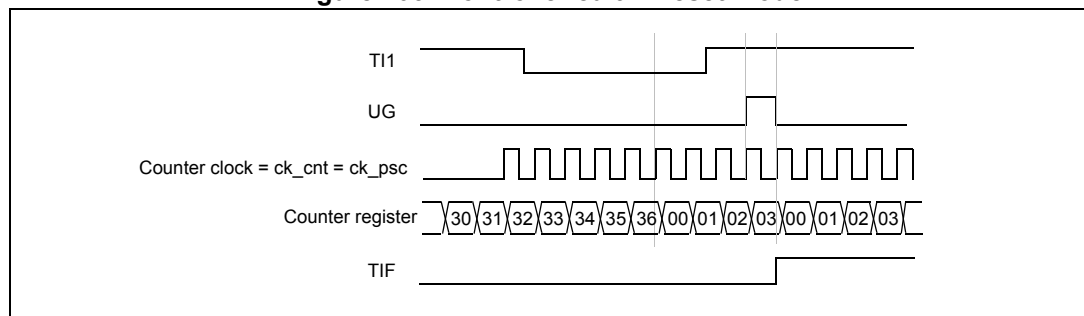 TI1
UG
Counter clock = ck_cnt = ck_psc
Counter register 30 31 32 33 34 35 36 00 01 02 03 00 01 02 03
TIF